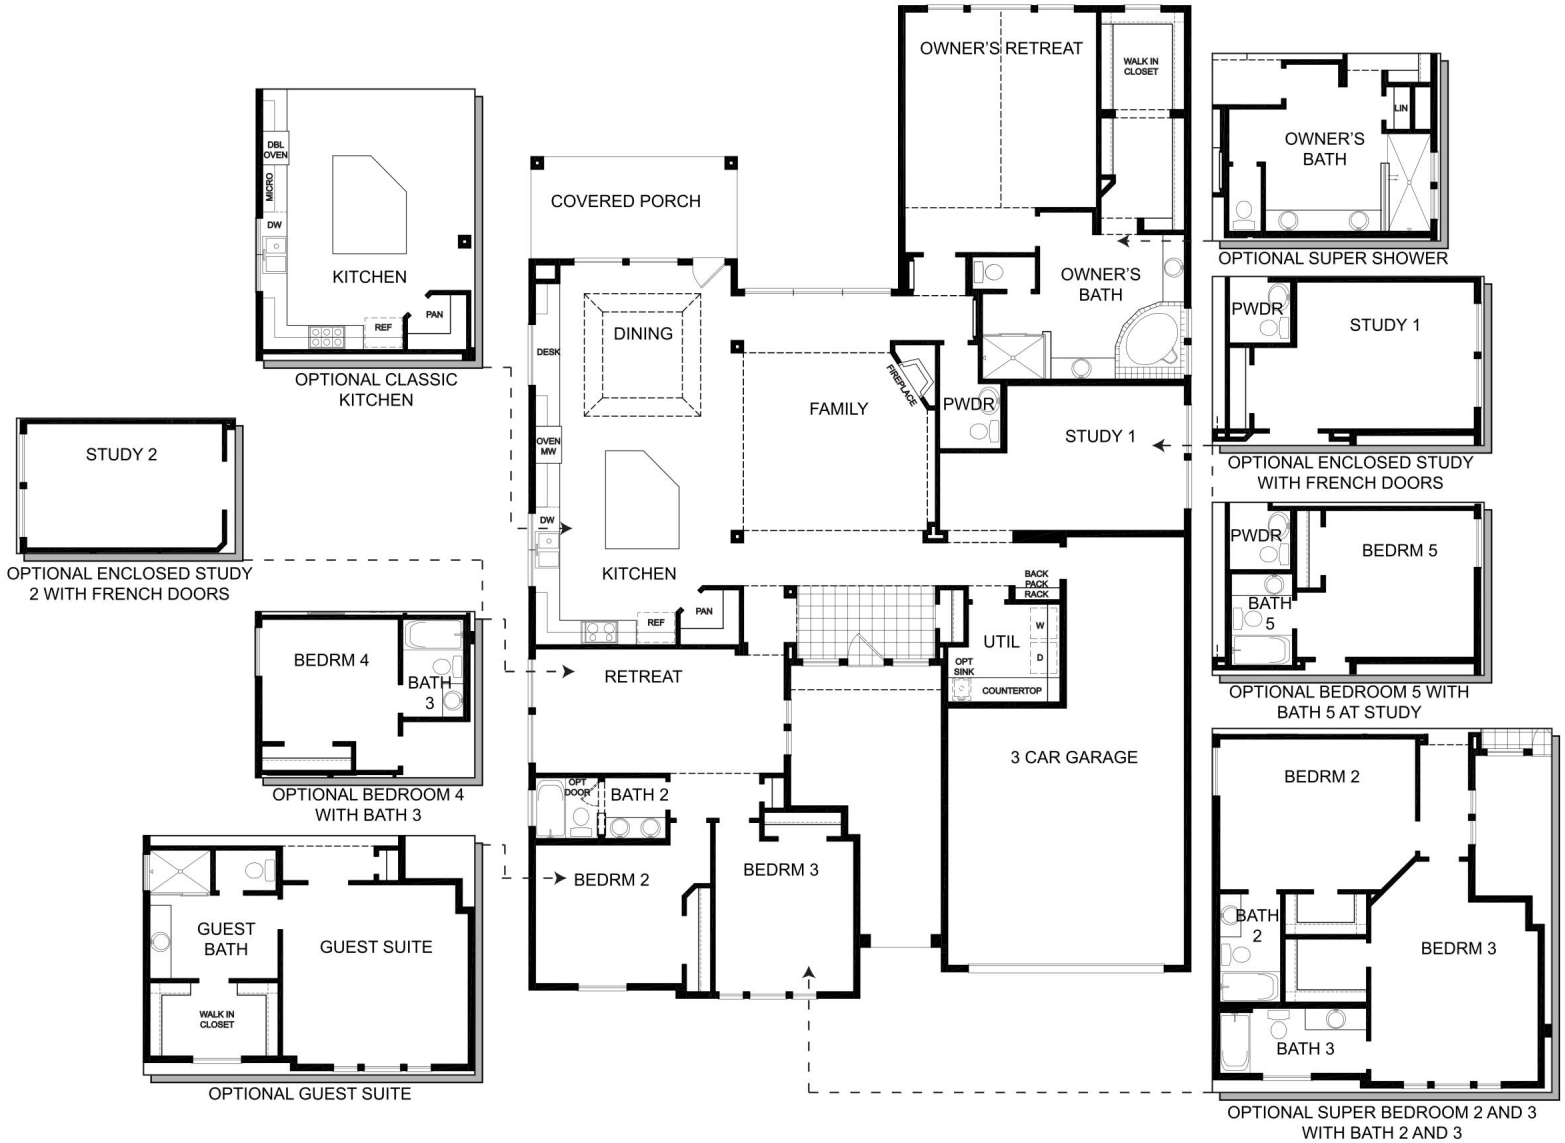 OWNER'S RETREAT
WALK IN
CLOSET
COVERED PORCH
OWNER'S
BATH
DINING
DESK
FIREPLACE
FAMILY
PWDR
STUDY 1
OVEN
MW
DW
KITCHEN
REF
PAN
BACK
PACK
RACK
UTIL
W
D
OPT
SINK
COUNTERTOP
RETREAT
3 CAR GARAGE
OPT
DOOR
BATH 2
BEDRM 2
BEDRM 3
DBL
OVEN
MICRO
DW
KITCHEN
REF
PAN
OPTIONAL CLASSIC
KITCHEN
STUDY 2
OPTIONAL ENCLOSED STUDY
2 WITH FRENCH DOORS
BEDRM 4
BATH
3
OPTIONAL BEDROOM 4
WITH BATH 3
GUEST
BATH
GUEST SUITE
WALK IN
CLOSET
OPTIONAL GUEST SUITE
LIN
OWNER'S
BATH
OPTIONAL SUPER SHOWER
PWDR
STUDY 1
OPTIONAL ENCLOSED STUDY
WITH FRENCH DOORS
PWDR
BEDRM 5
BATH
5
OPTIONAL BEDROOM 5 WITH
BATH 5 AT STUDY
BEDRM 2
BATH
2
BEDRM 3
BATH 3
OPTIONAL SUPER BEDROOM 2 AND 3
WITH BATH 2 AND 3